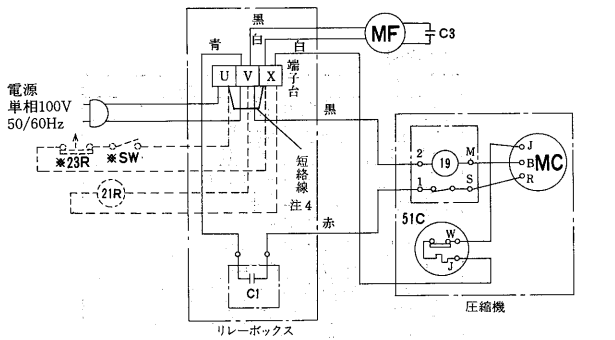 黒
白
青
白
MF
C3
U V X
端子台
電源
単相100V
50/60Hz
黒
※23R
※SW
短絡線
注4
21R
赤
2
19
M
1
S
J
B
R
MC
51C
W
J
C1
リレーボックス
圧縮機